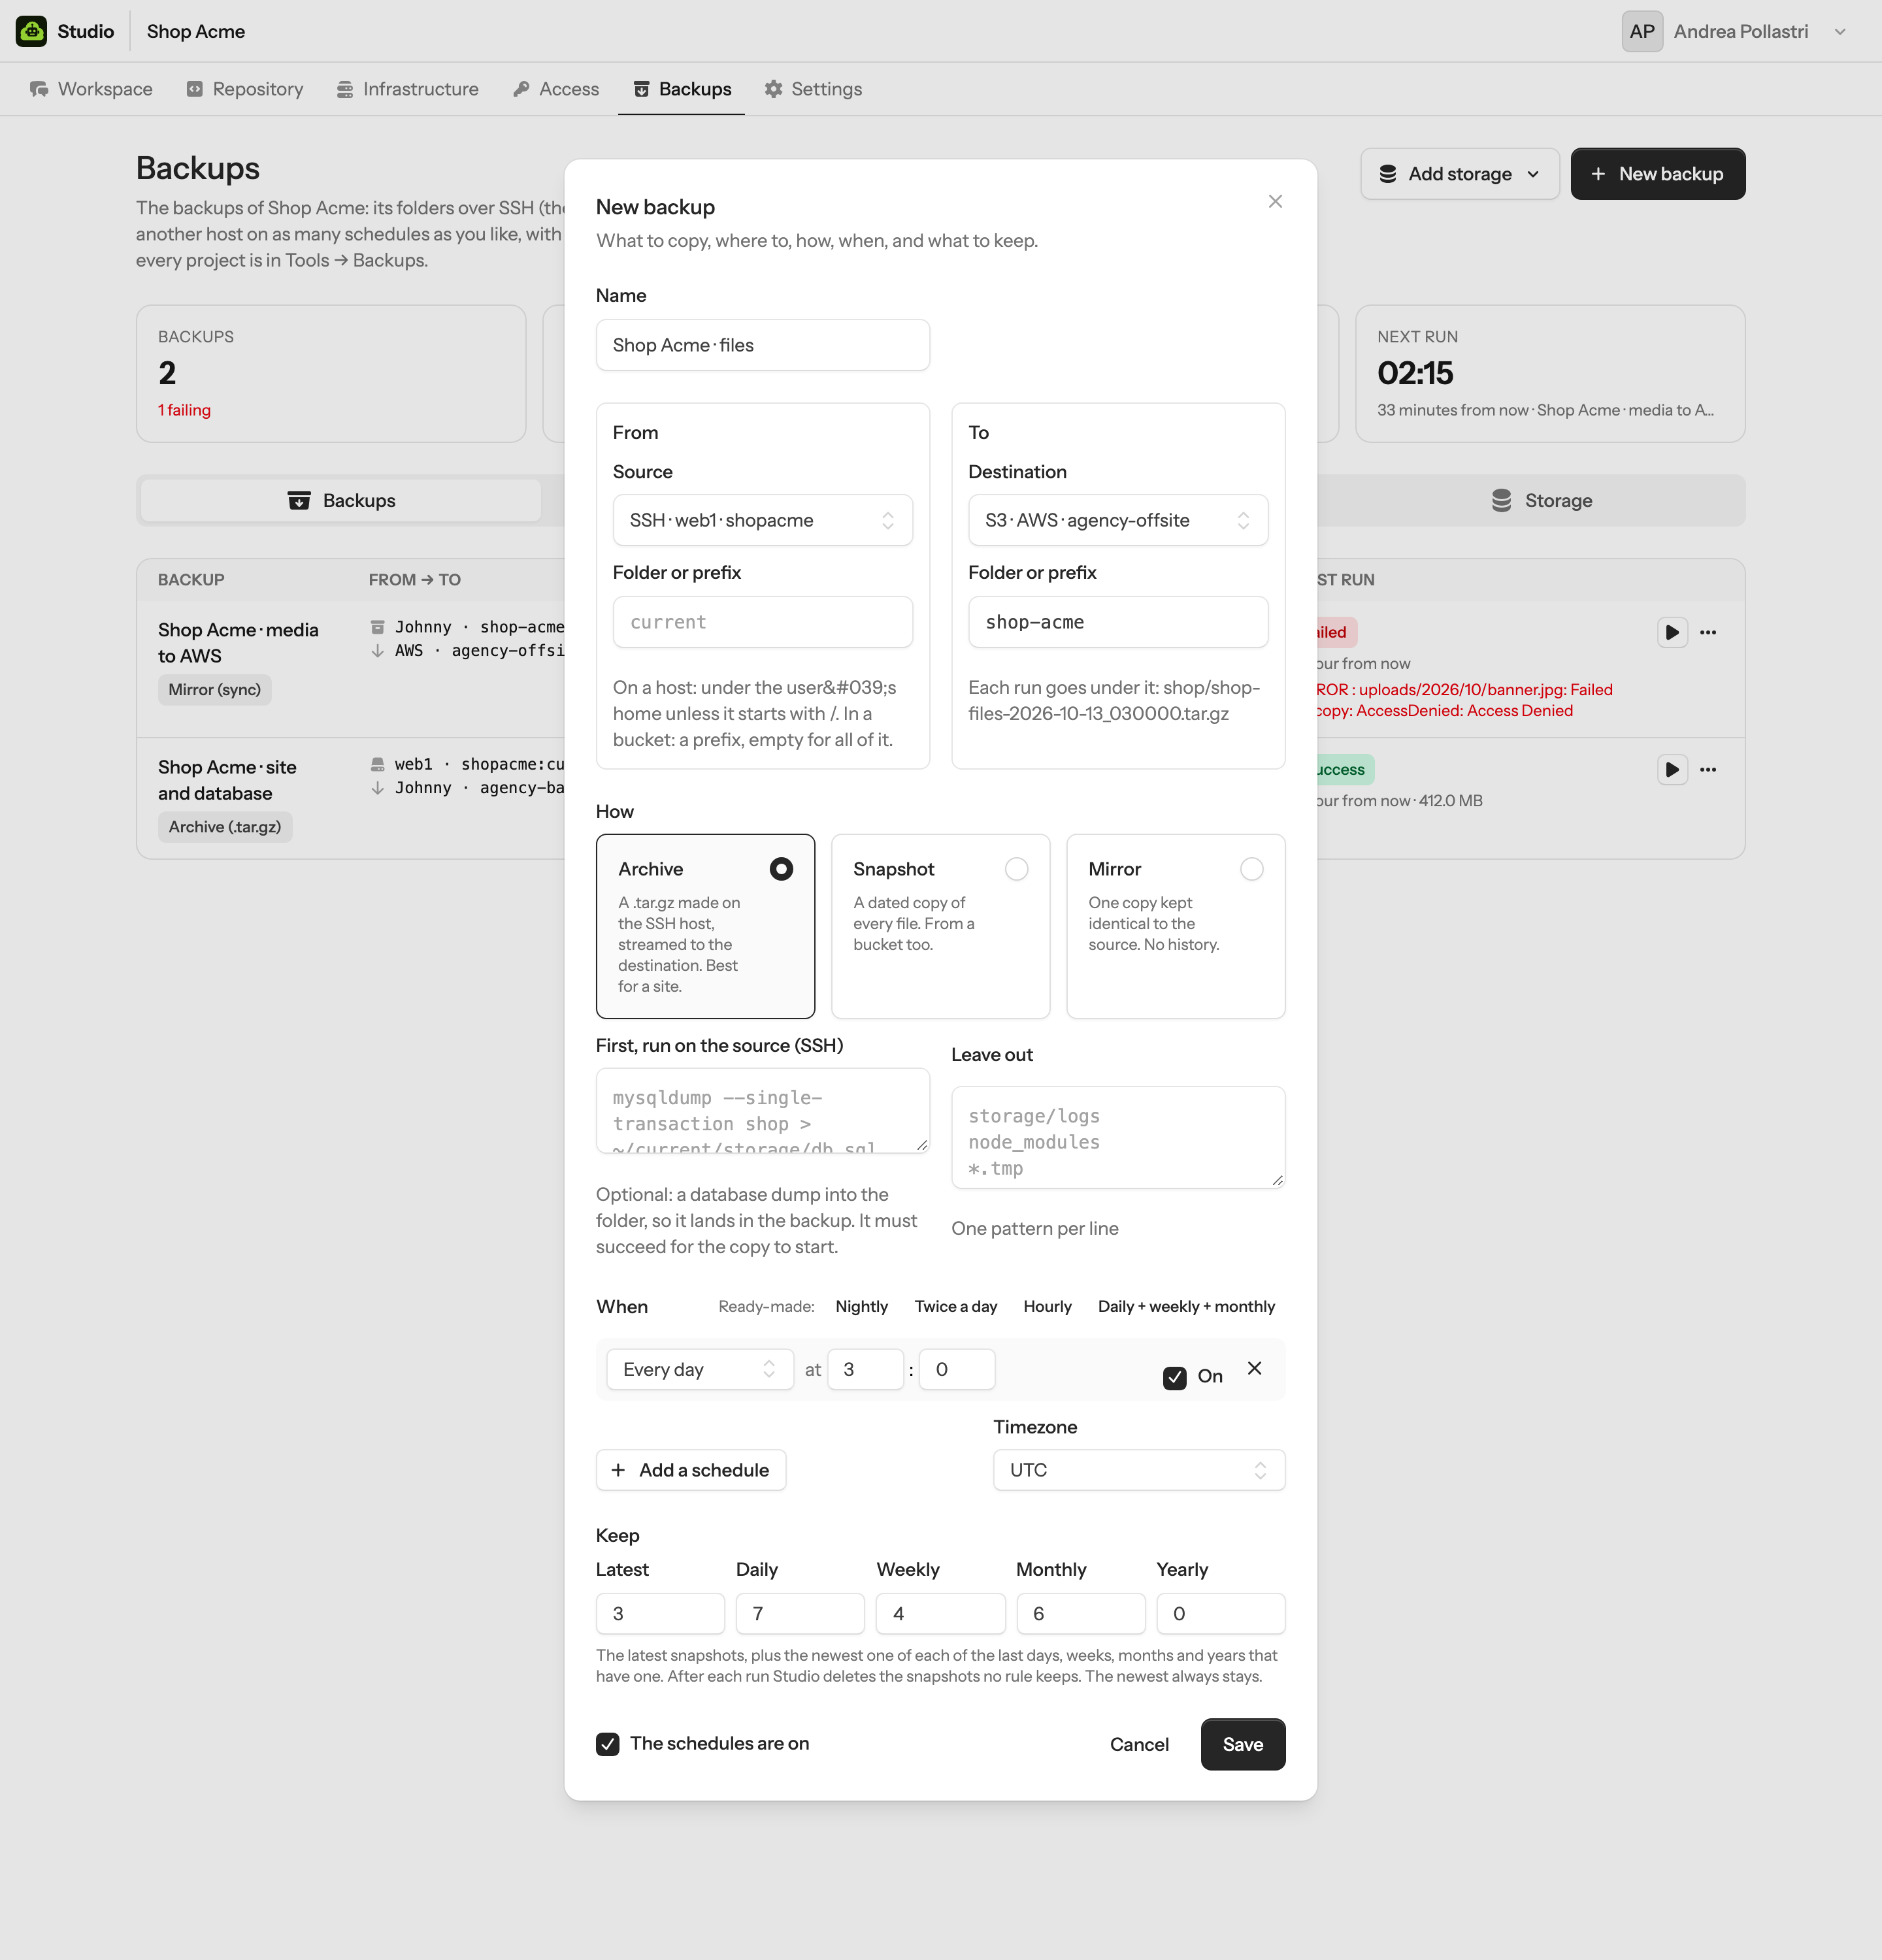 Studio
Shop Acme
AP
Andrea Pollastri
Workspace
Repository
Infrastructure
Access
Backups
Settings
Backups
The backups of Shop Acme: its folders over SSH
another host on as many schedules as you like, with
every project is in Tools → Backups.
Add storage
+ New backup
BACKUPS
2
1 failing
NEXT RUN
02:15
33 minutes from now · Shop Acme · media to A...
Backups
Storage
BACKUP
FROM → TO
ST RUN
Shop Acme · media
to AWS
Mirror (sync)
Johnny · shop-acme
↓ AWS · agency-offsi
ailed
our from now
ROR : uploads/2026/10/banner.jpg: Failed
copy: AccessDenied: Access Denied
Shop Acme · site
and database
Archive (.tar.gz)
web1 · shopacme:cu
↓ Johnny · agency-ba
uccess
our from now · 412.0 MB
New backup
What to copy, where to, how, when, and what to keep.
Name
Shop Acme · files
From
Source
SSH · web1 · shopacme
Folder or prefix
current
On a host: under the user&#039;s
home unless it starts with /. In a
bucket: a prefix, empty for all of it.
To
Destination
S3 · AWS · agency-offsite
Folder or prefix
shop-acme
Each run goes under it: shop/shop-
files-2026-10-13_030000.tar.gz
How
Archive
A .tar.gz made on
the SSH host,
streamed to the
destination. Best
for a site.
Snapshot
A dated copy of
every file. From a
bucket too.
Mirror
One copy kept
identical to the
source. No history.
First, run on the source (SSH)
mysqldump --single-
transaction shop >
~/current/storage/db.sql
Optional: a database dump into the
folder, so it lands in the backup. It must
succeed for the copy to start.
Leave out
storage/logs
node_modules
*.tmp
One pattern per line
When
Ready-made: Nightly Twice a day Hourly Daily + weekly + monthly
Every day at 3 : 0
On
+ Add a schedule
Timezone
UTC
Keep
Latest Daily Weekly Monthly Yearly
3 7 4 6 0
The latest snapshots, plus the newest one of each of the last days, weeks, months and years that
have one. After each run Studio deletes the snapshots no rule keeps. The newest always stays.
The schedules are on
Cancel
Save